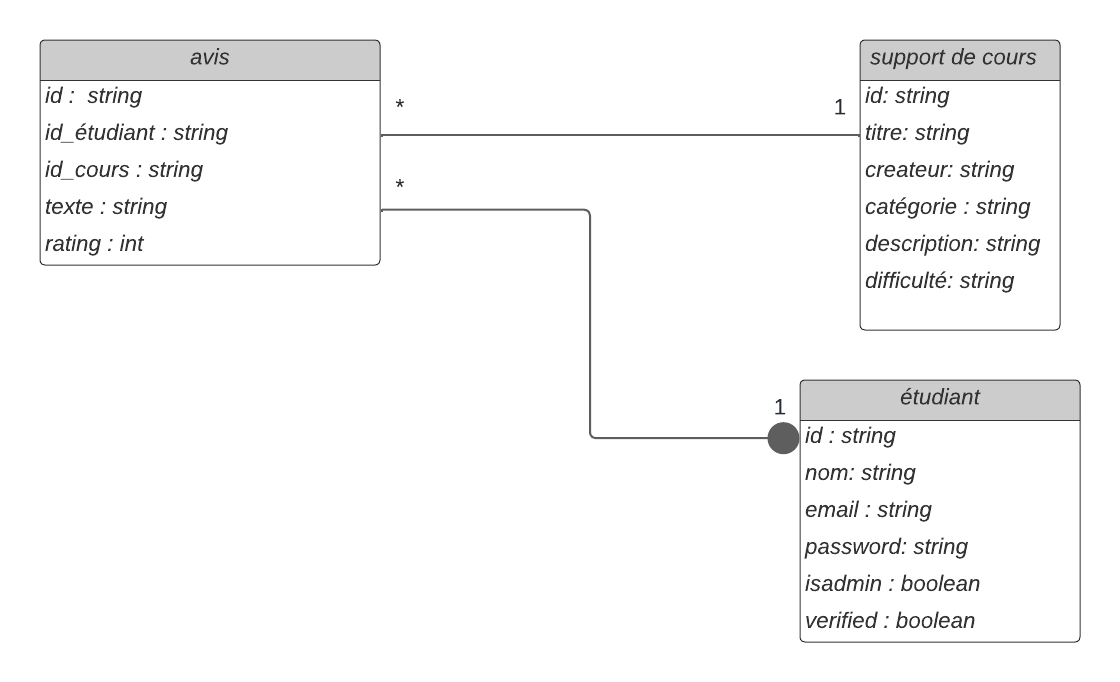 avis
id :  string
id_étudiant : string
id_cours : string
texte : string
rating : int
*
1
*
support de cours
id: string
titre: string
createur: string
catégorie : string
description: string
difficulté: string
1
étudiant
id : string
nom: string
email : string
password: string
isadmin : boolean
verified : boolean